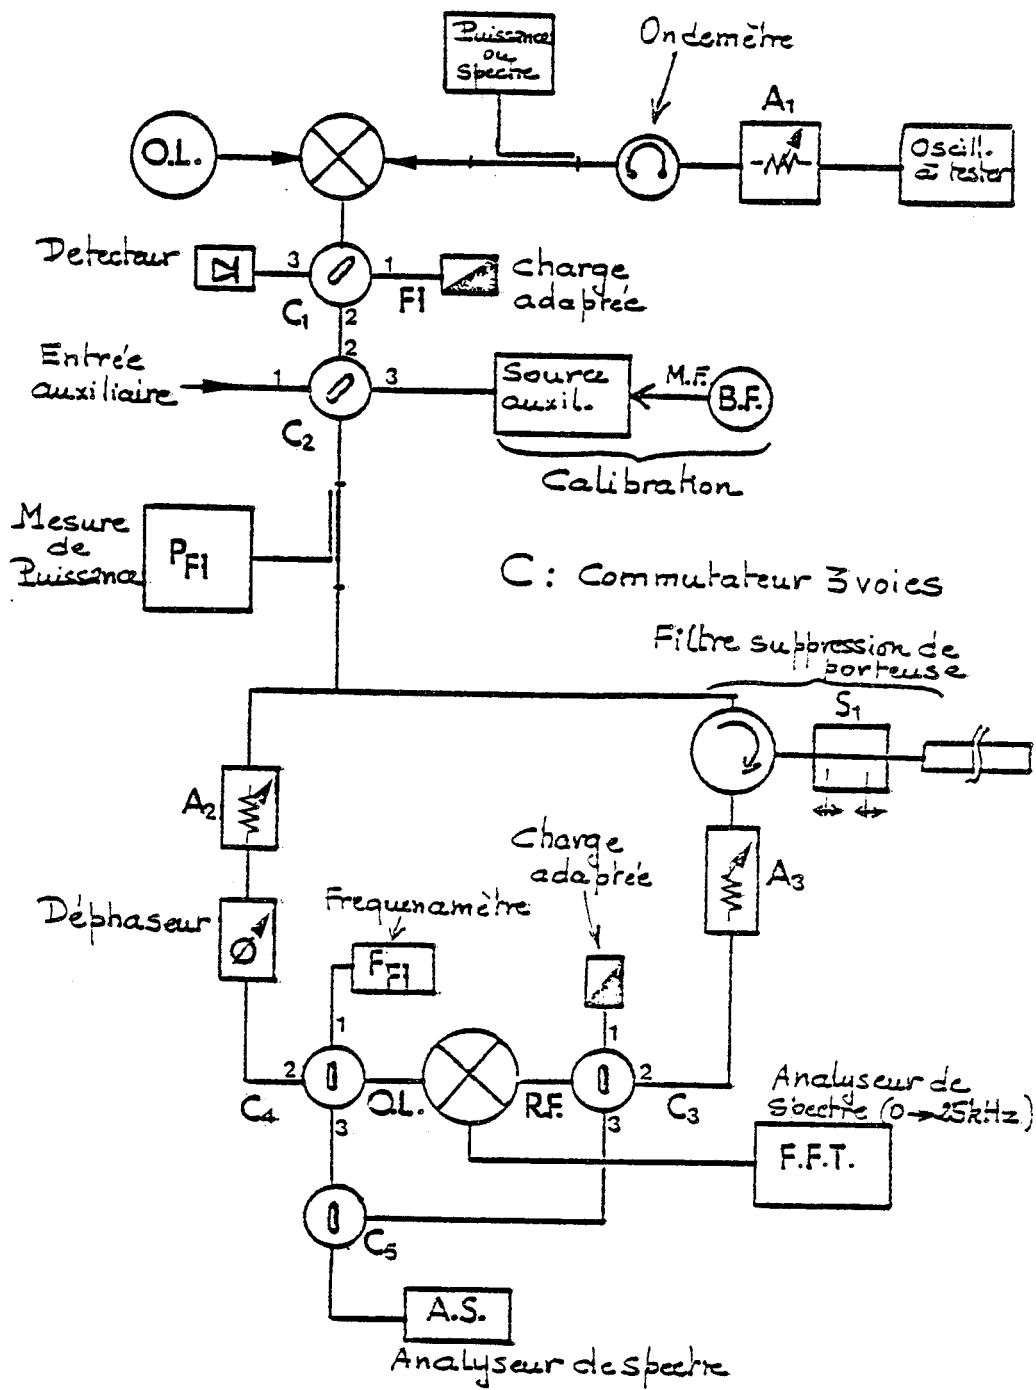 Puissance
ou
Spectre
Ondemètre
A1
O.L.
Oscill.
à tester
Détecteur
3
1
FI
C1
2
charge
adaptée
Entrée
auxiliaire
1
2
3
C2
Source
auxil.
M.F.
B.F.
Calibration
Mesure
de
Puissance
PFI
C : Commutateur 3 voies
Filtre suppression de
porteuse
S1
A2
Charge
adaptée
A3
Déphaseur
Ø
Frequenamètre
FFI
1
1
2
O.L.
R.F.
2
C4
C3
3
3
Analyseur de
Spectre (0→25kHz)
F.F.T.
C5
A.S.
Analyseur de spectre